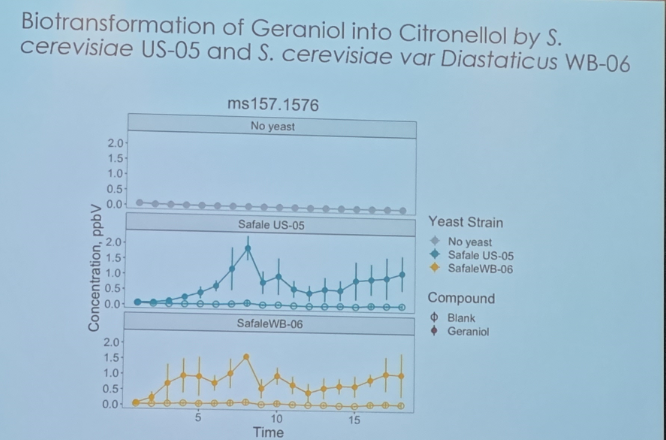 Biotransformation of Geraniol into Citronellol by S.
cerevisiae US-05 and S. cerevisiae var Diastaticus WB-06
ms157.1576
No yeast
2.0
1.5
1.0
0.5
0.0
Safale US-05
2.0
1.5
1.0
0.5
0.0
SafaleWB-06
2.0
1.5
1.0
0.5
0.0
5 10 15
Time
Concentration, ppbV
Yeast Strain
No yeast
Safale US-05
SafaleWB-06
Compound
Blank
Geraniol